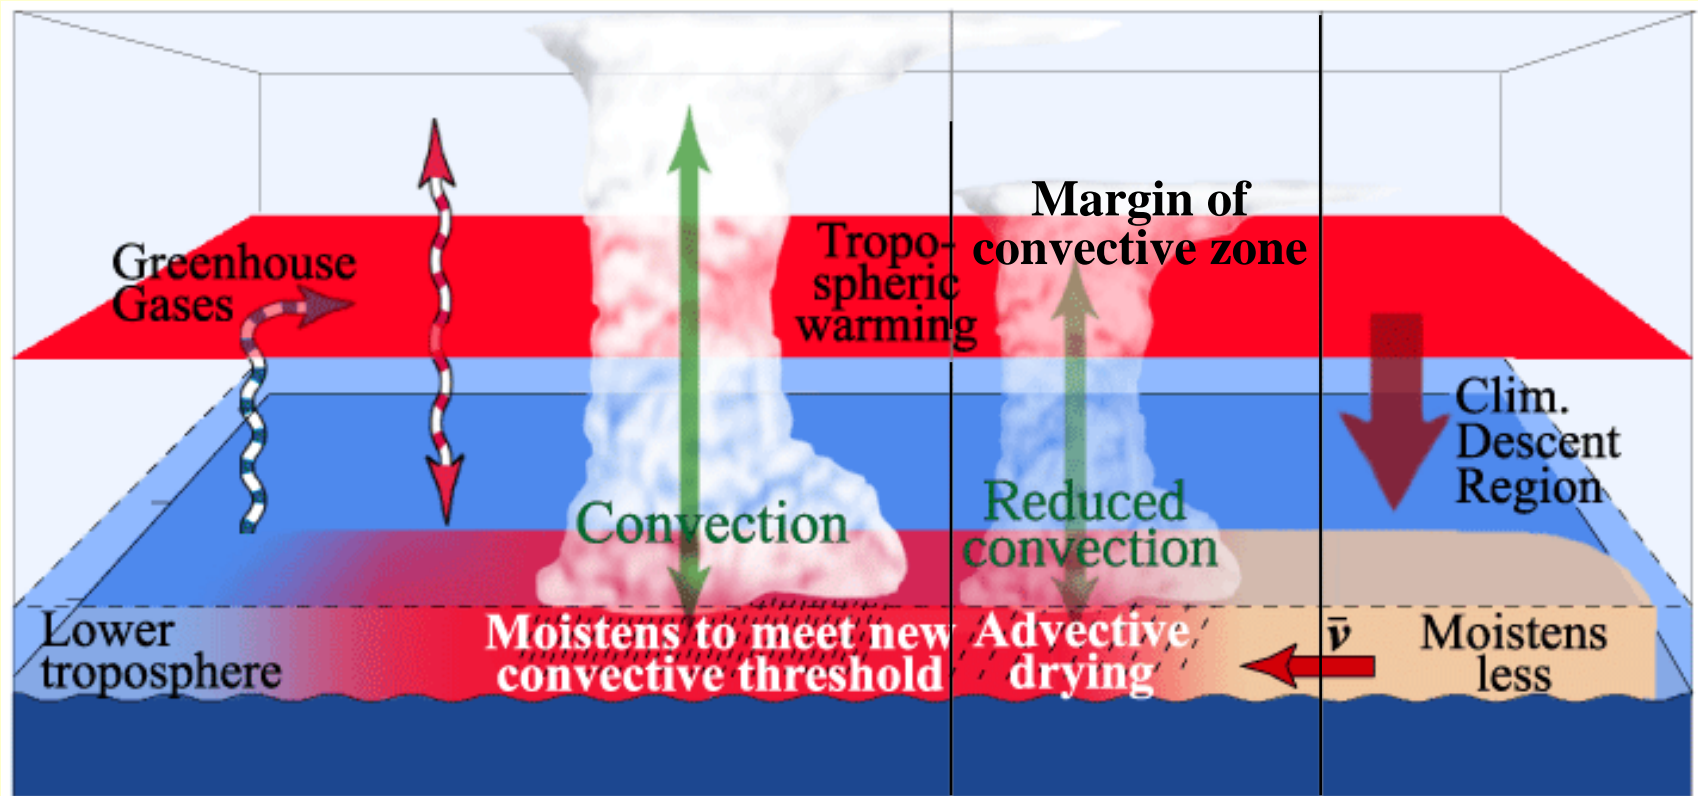 Margin of
convective zone
Greenhouse
Gases
Tropo-
spheric
warming
Clim.
Descent
Region
Convection
Reduced
convection
Lower
troposphere
Moistens to meet new
convective threshold
Advective
drying
v̄
Moistens
less